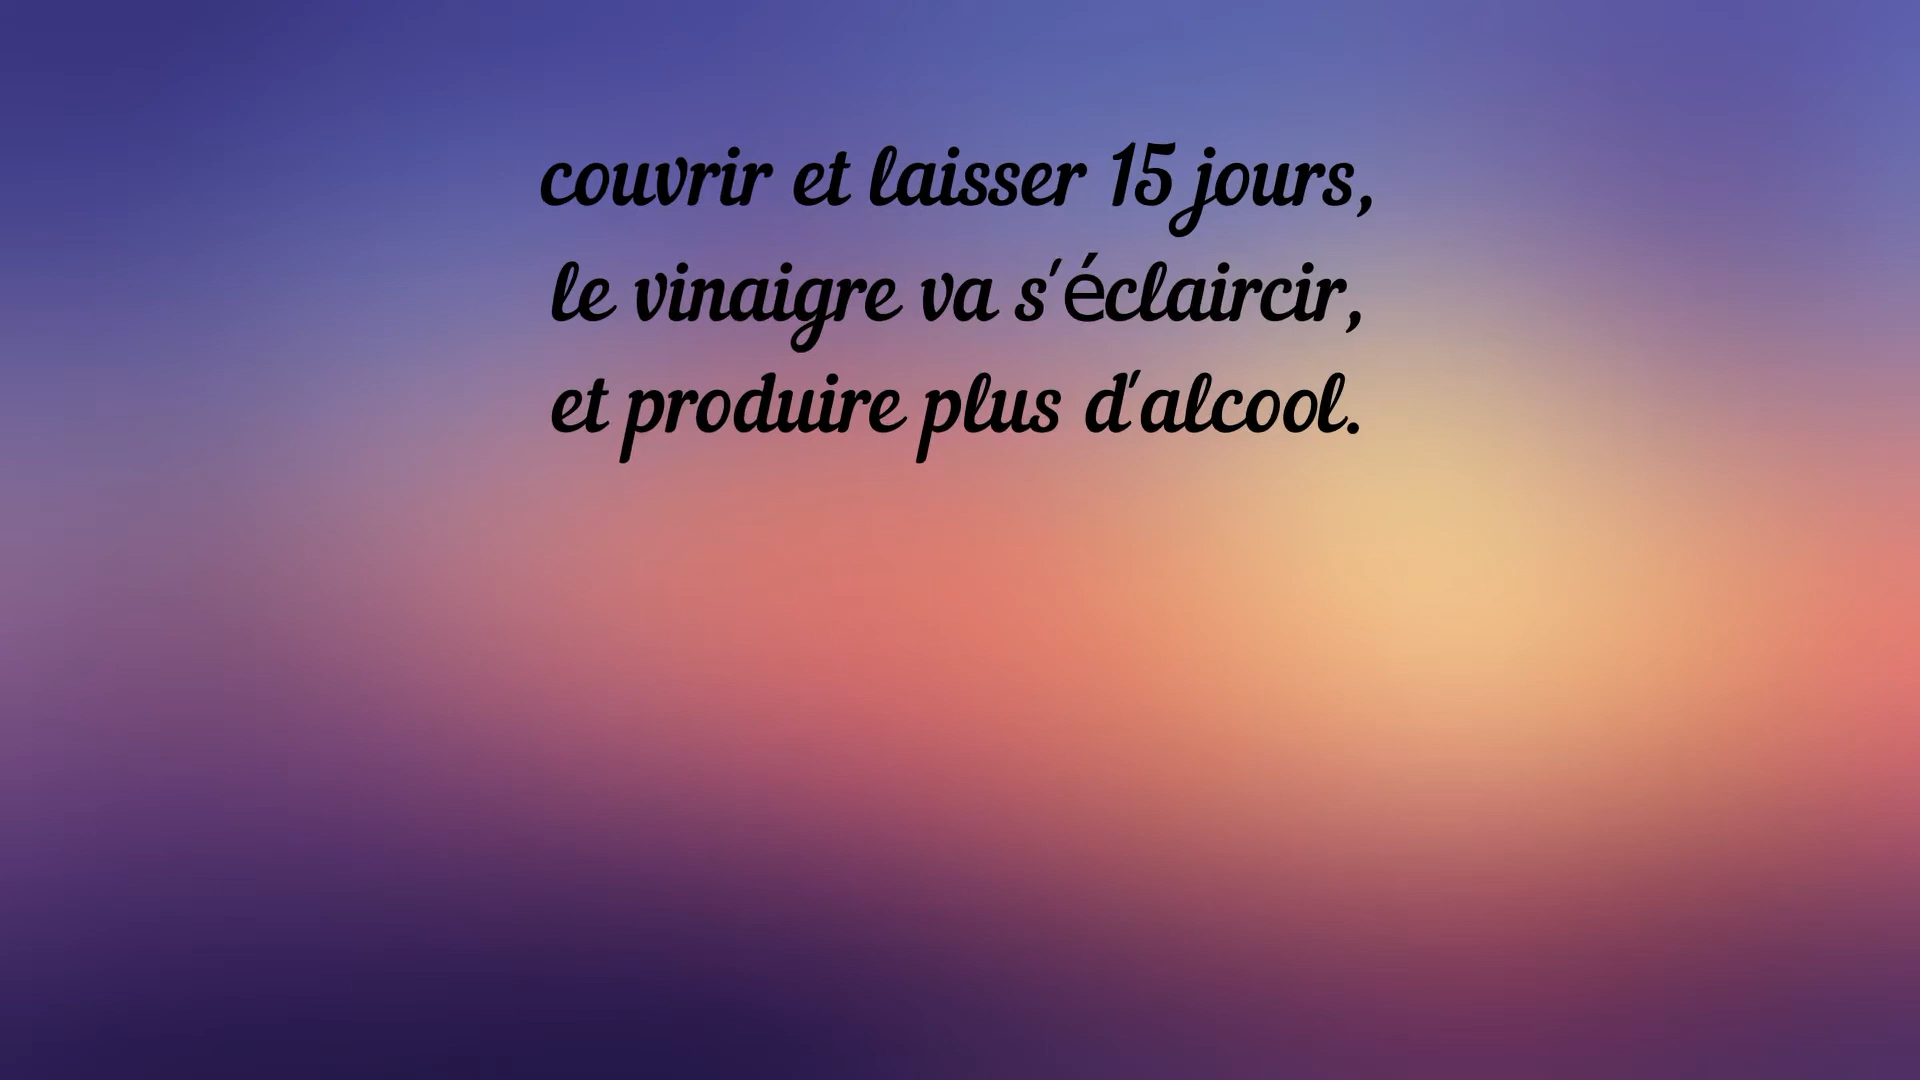 couvrir et laisser 15 jours,
le vinaigre va s'éclaircir,
et produire plus d'alcool.